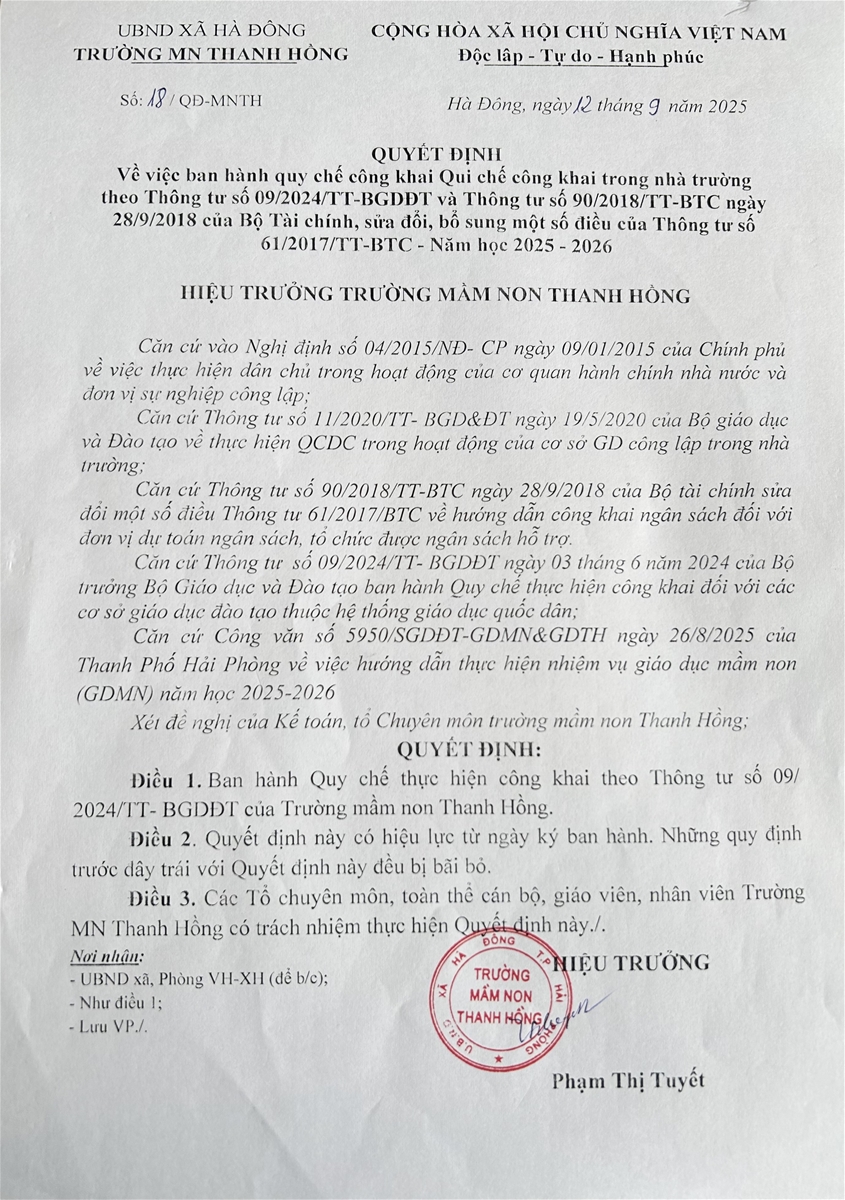 UBND XÃ HÀ ĐÔNG
TRƯỜNG MN THANH HỒNG
CỘNG HÒA XÃ HỘI CHỦ NGHĨA VIỆT NAM
Độc lập - Tự do - Hạnh phúc
Số: 18 / QĐ-MNTH
Hà Đông, ngày 12 tháng 9 năm 2025
QUYẾT ĐỊNH
Về việc ban hành quy chế công khai Qui chế công khai trong nhà trường
theo Thông tư số 09/2024/TT-BGDĐT và Thông tư số 90/2018/TT-BTC ngày
28/9/2018 của Bộ Tài chính, sửa đổi, bổ sung một số điều của Thông tư số
61/2017/TT-BTC - Năm học 2025 - 2026
HIỆU TRƯỞNG TRƯỜNG MẦM NON THANH HỒNG
Căn cứ vào Nghị định số 04/2015/NĐ- CP ngày 09/01/2015 của Chính phủ
về việc thực hiện dân chủ trong hoạt động của cơ quan hành chính nhà nước và
đơn vị sự nghiệp công lập;
Căn cứ Thông tư số 11/2020/TT- BGD&ĐT ngày 19/5/2020 của Bộ giáo dục
và Đào tạo về thực hiện QCDC trong hoạt động của cơ sở GD công lập trong nhà
trường;
Căn cứ Thông tư số 90/2018/TT-BTC ngày 28/9/2018 của Bộ tài chính sửa
đổi một số điều Thông tư 61/2017/BTC về hướng dẫn công khai ngân sách đối với
đơn vị dự toán ngân sách, tổ chức được ngân sách hỗ trợ.
Căn cứ Thông tư số 09/2024/TT- BGDĐT ngày 03 tháng 6 năm 2024 của Bộ
trưởng Bộ Giáo dục và Đào tạo ban hành Quy chế thực hiện công khai đối với các
cơ sở giáo dục đào tạo thuộc hệ thống giáo dục quốc dân;
Căn cứ Công văn số 5950/SGDĐT-GDMN&GDTH ngày 26/8/2025 của
Thanh Phố Hải Phòng về việc hướng dẫn thực hiện nhiệm vụ giáo dục mầm non
(GDMN) năm học 2025-2026
Xét đề nghị của Kế toán, tổ Chuyên môn trường mầm non Thanh Hồng;
QUYẾT ĐỊNH:
Điều 1. Ban hành Quy chế thực hiện công khai theo Thông tư số 09/
2024/TT- BGDĐT của Trường mầm non Thanh Hồng.
Điều 2. Quyết định này có hiệu lực từ ngày ký ban hành. Những quy định
trước đây trái với Quyết định này đều bị bãi bỏ.
Điều 3. Các Tổ chuyên môn, toàn thể cán bộ, giáo viên, nhân viên Trường
MN Thanh Hồng có trách nhiệm thực hiện Quyết định này./.
Nơi nhận:
- UBND xã, Phòng VH-XH (để b/c);
- Như điều 1;
- Lưu VP./.
HIỆU TRƯỞNG
U.B.N.D XÃ HÀ ĐÔNG T.P HẢI PHÒNG
TRƯỜNG
MẦM NON
THANH HỒNG
Phạm Thị Tuyết